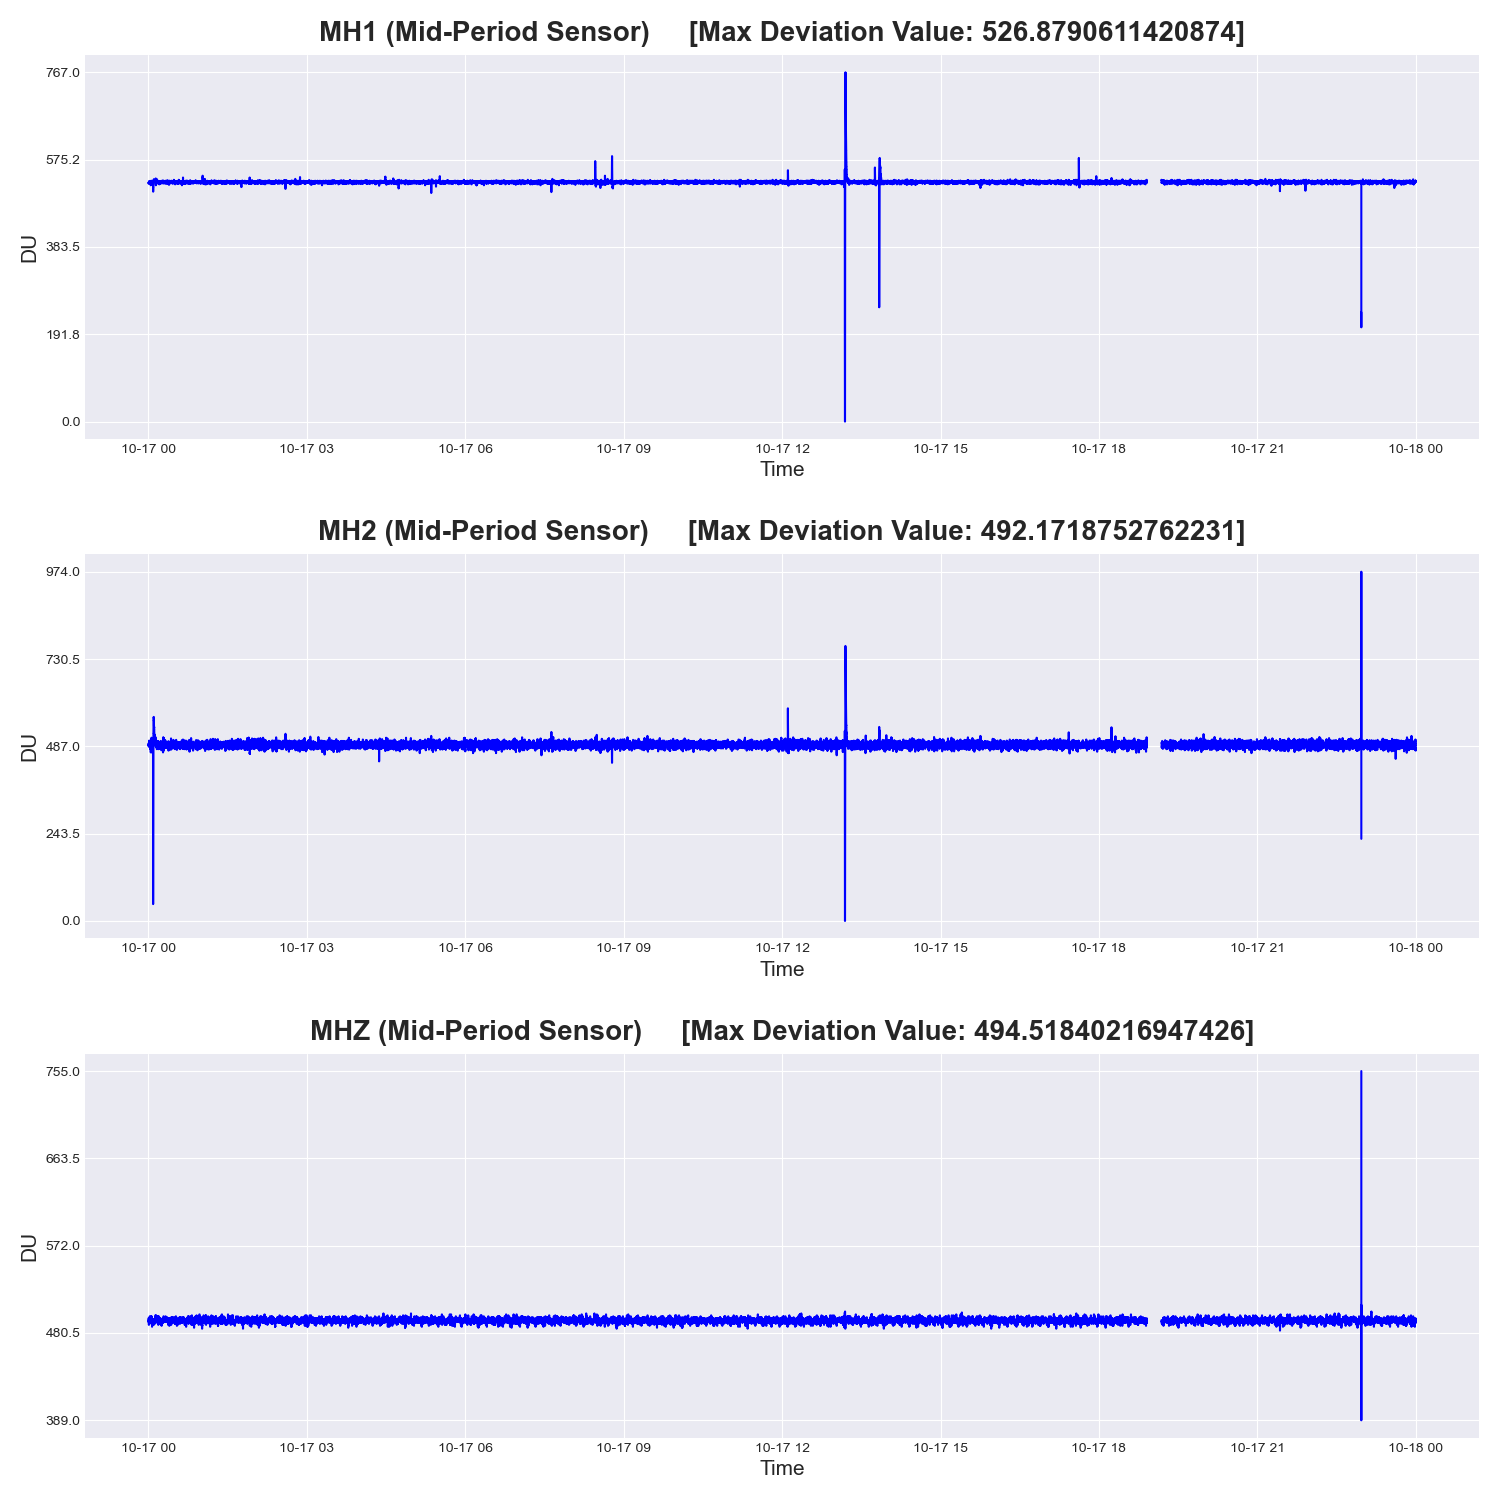 MH1 (Mid-Period Sensor) [Max Deviation Value: 526.8790611420874]
767.0
575.2
383.5
191.8
0.0
DU
10-17 00 10-17 03 10-17 06 10-17 09 10-17 12 10-17 15 10-17 18 10-17 21 10-18 00
Time
MH2 (Mid-Period Sensor) [Max Deviation Value: 492.1718752762231]
974.0
730.5
487.0
243.5
0.0
DU
10-17 00 10-17 03 10-17 06 10-17 09 10-17 12 10-17 15 10-17 18 10-17 21 10-18 00
Time
MHZ (Mid-Period Sensor) [Max Deviation Value: 494.51840216947426]
755.0
663.5
572.0
480.5
389.0
DU
10-17 00 10-17 03 10-17 06 10-17 09 10-17 12 10-17 15 10-17 18 10-17 21 10-18 00
Time